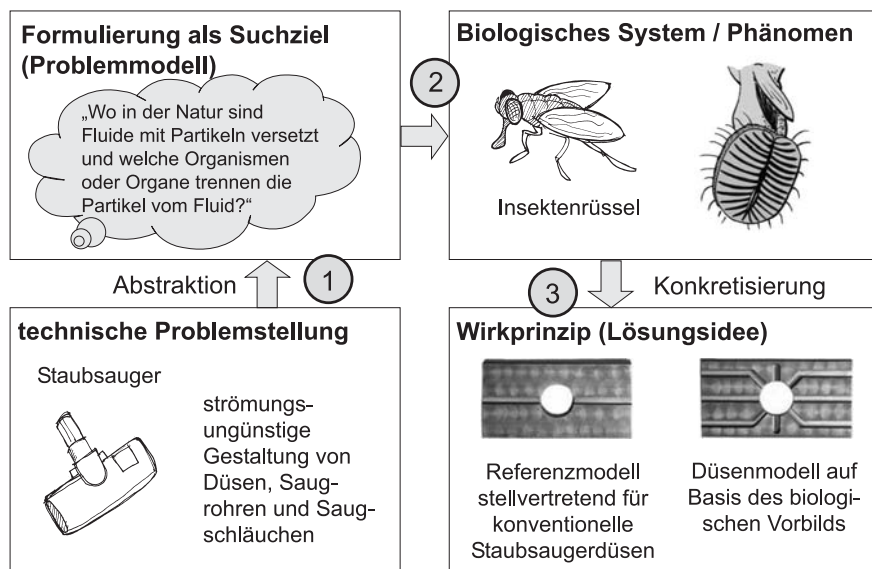 Formulierung als Suchziel
(Problemmodell)
„Wo in der Natur sind
Fluide mit Partikeln versetzt
und welche Organismen
oder Organe trennen die
Partikel vom Fluid?“
2
Biologisches System / Phänomen
Insektenrüssel
Abstraktion
1
3
Konkretisierung
technische Problemstellung
Staubsauger
strömungs-
ungünstige
Gestaltung von
Düsen, Saug-
rohren und Saug-
schläuchen
Wirkprinzip (Lösungsidee)
Referenzmodell
stellvertretend für
konventionelle
Staubsaugerdüsen
Düsenmodell auf
Basis des biologi-
schen Vorbilds